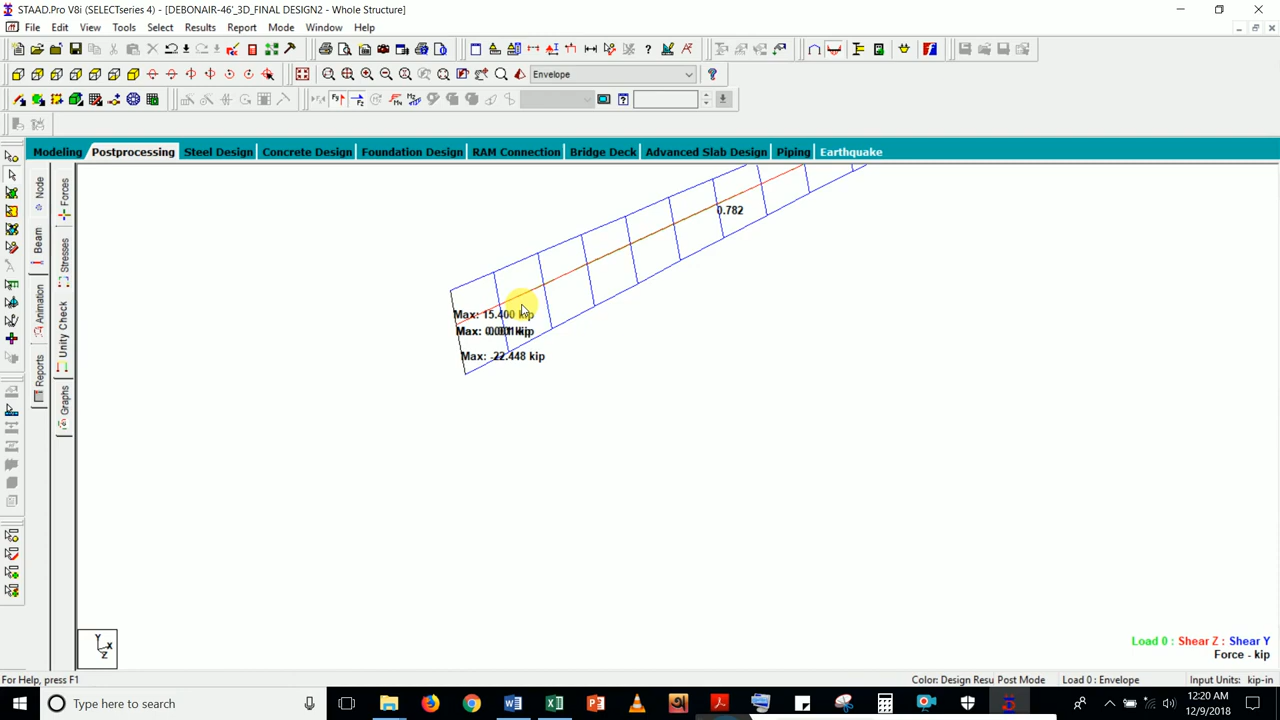 STAAD.Pro V8i (SELECTseries 4) - [DEBONAIR-46'_3D_FINAL DESIGN2 - Whole Structure]
File Edit View Tools Select Results Report Mode Window Help
Envelope
Modeling Postprocessing Steel Design Concrete Design Foundation Design RAM Connection Bridge Deck Advanced Slab Design Piping Earthquake
Node
Beam
Animation
Reports
Forces
Stresses
Unity Check
Graphs
0.782
Max: 15.400 kip
Max:
Max: -22.448 kip
Y
X
Z
Load 0 : Shear Z : Shear Y
Force - kip
For Help, press F1
Color: Design Resu Post Mode Load 0 : Envelope Input Units: kip-in
Type here to search
12:20 AM
12/9/2018